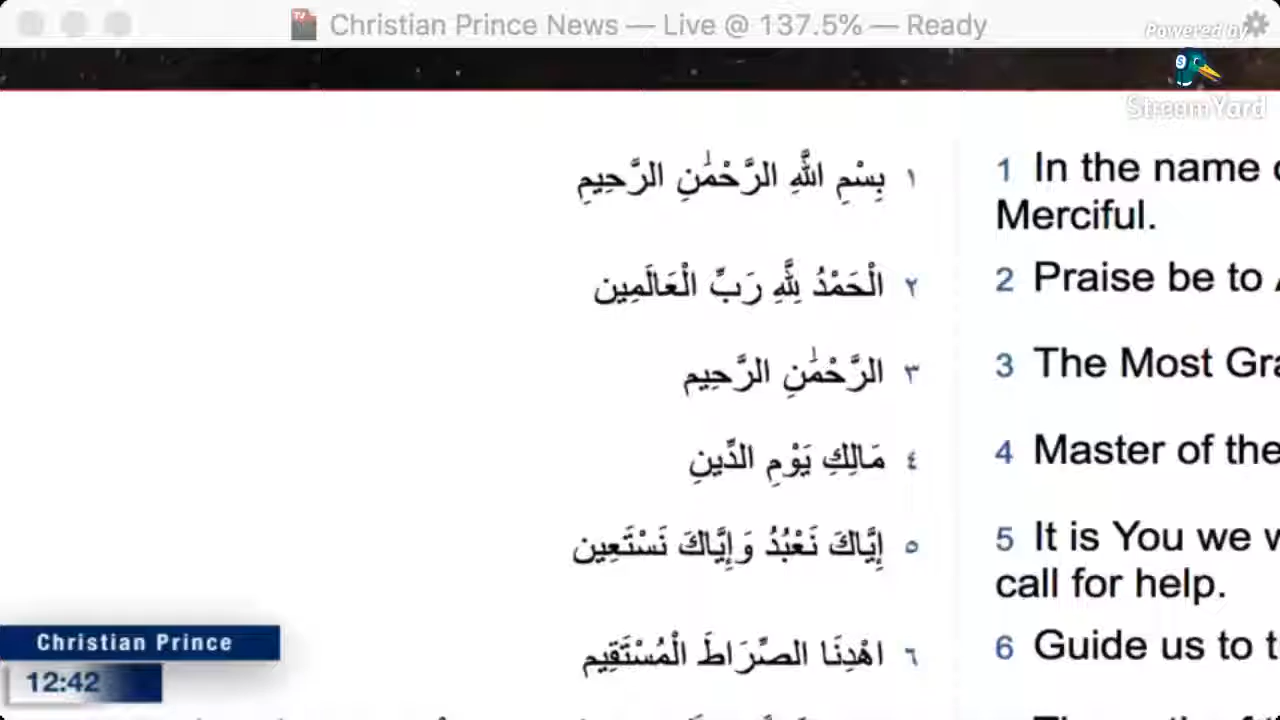 Christian Prince News — Live @ 137.5% — Ready
Powered by
StreamYard
١ بِسْمِ اللَّهِ الرَّحْمَٰنِ الرَّحِيمِ
1 In the name
Merciful.
٢ الْحَمْدُ لِلَّهِ رَبِّ الْعَالَمِين
2 Praise be to
٣ الرَّحْمَٰنِ الرَّحِيم
3 The Most Gra
٤ مَالِكِ يَوْمِ الدِّينِ
4 Master of the
٥ إِيَّاكَ نَعْبُدُ وَإِيَّاكَ نَسْتَعِين
5 It is You we w
call for help.
٦ اهْدِنَا الصِّرَاطَ الْمُسْتَقِيم
6 Guide us to t
Christian Prince
12:42